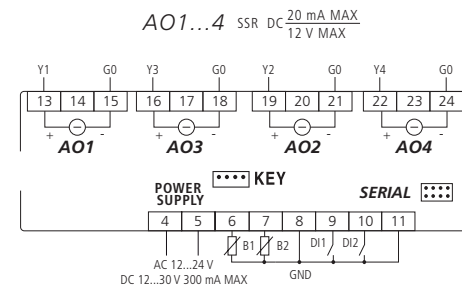 AO1...4 SSR DC 20 mA MAX
12 V MAX
Y1 G0 Y3 G0 Y2 G0 Y4 G0
13 14 15 16 17 18 19 20 21 22 23 24
+ - + - + - + -
AO1 AO3 AO2 AO4
POWER SUPPLY
KEY
SERIAL
4 5 6 7 8 9 10 11
B1 B2 DI1 DI2
AC 12...24 V
DC 12...30 V 300 mA MAX
GND